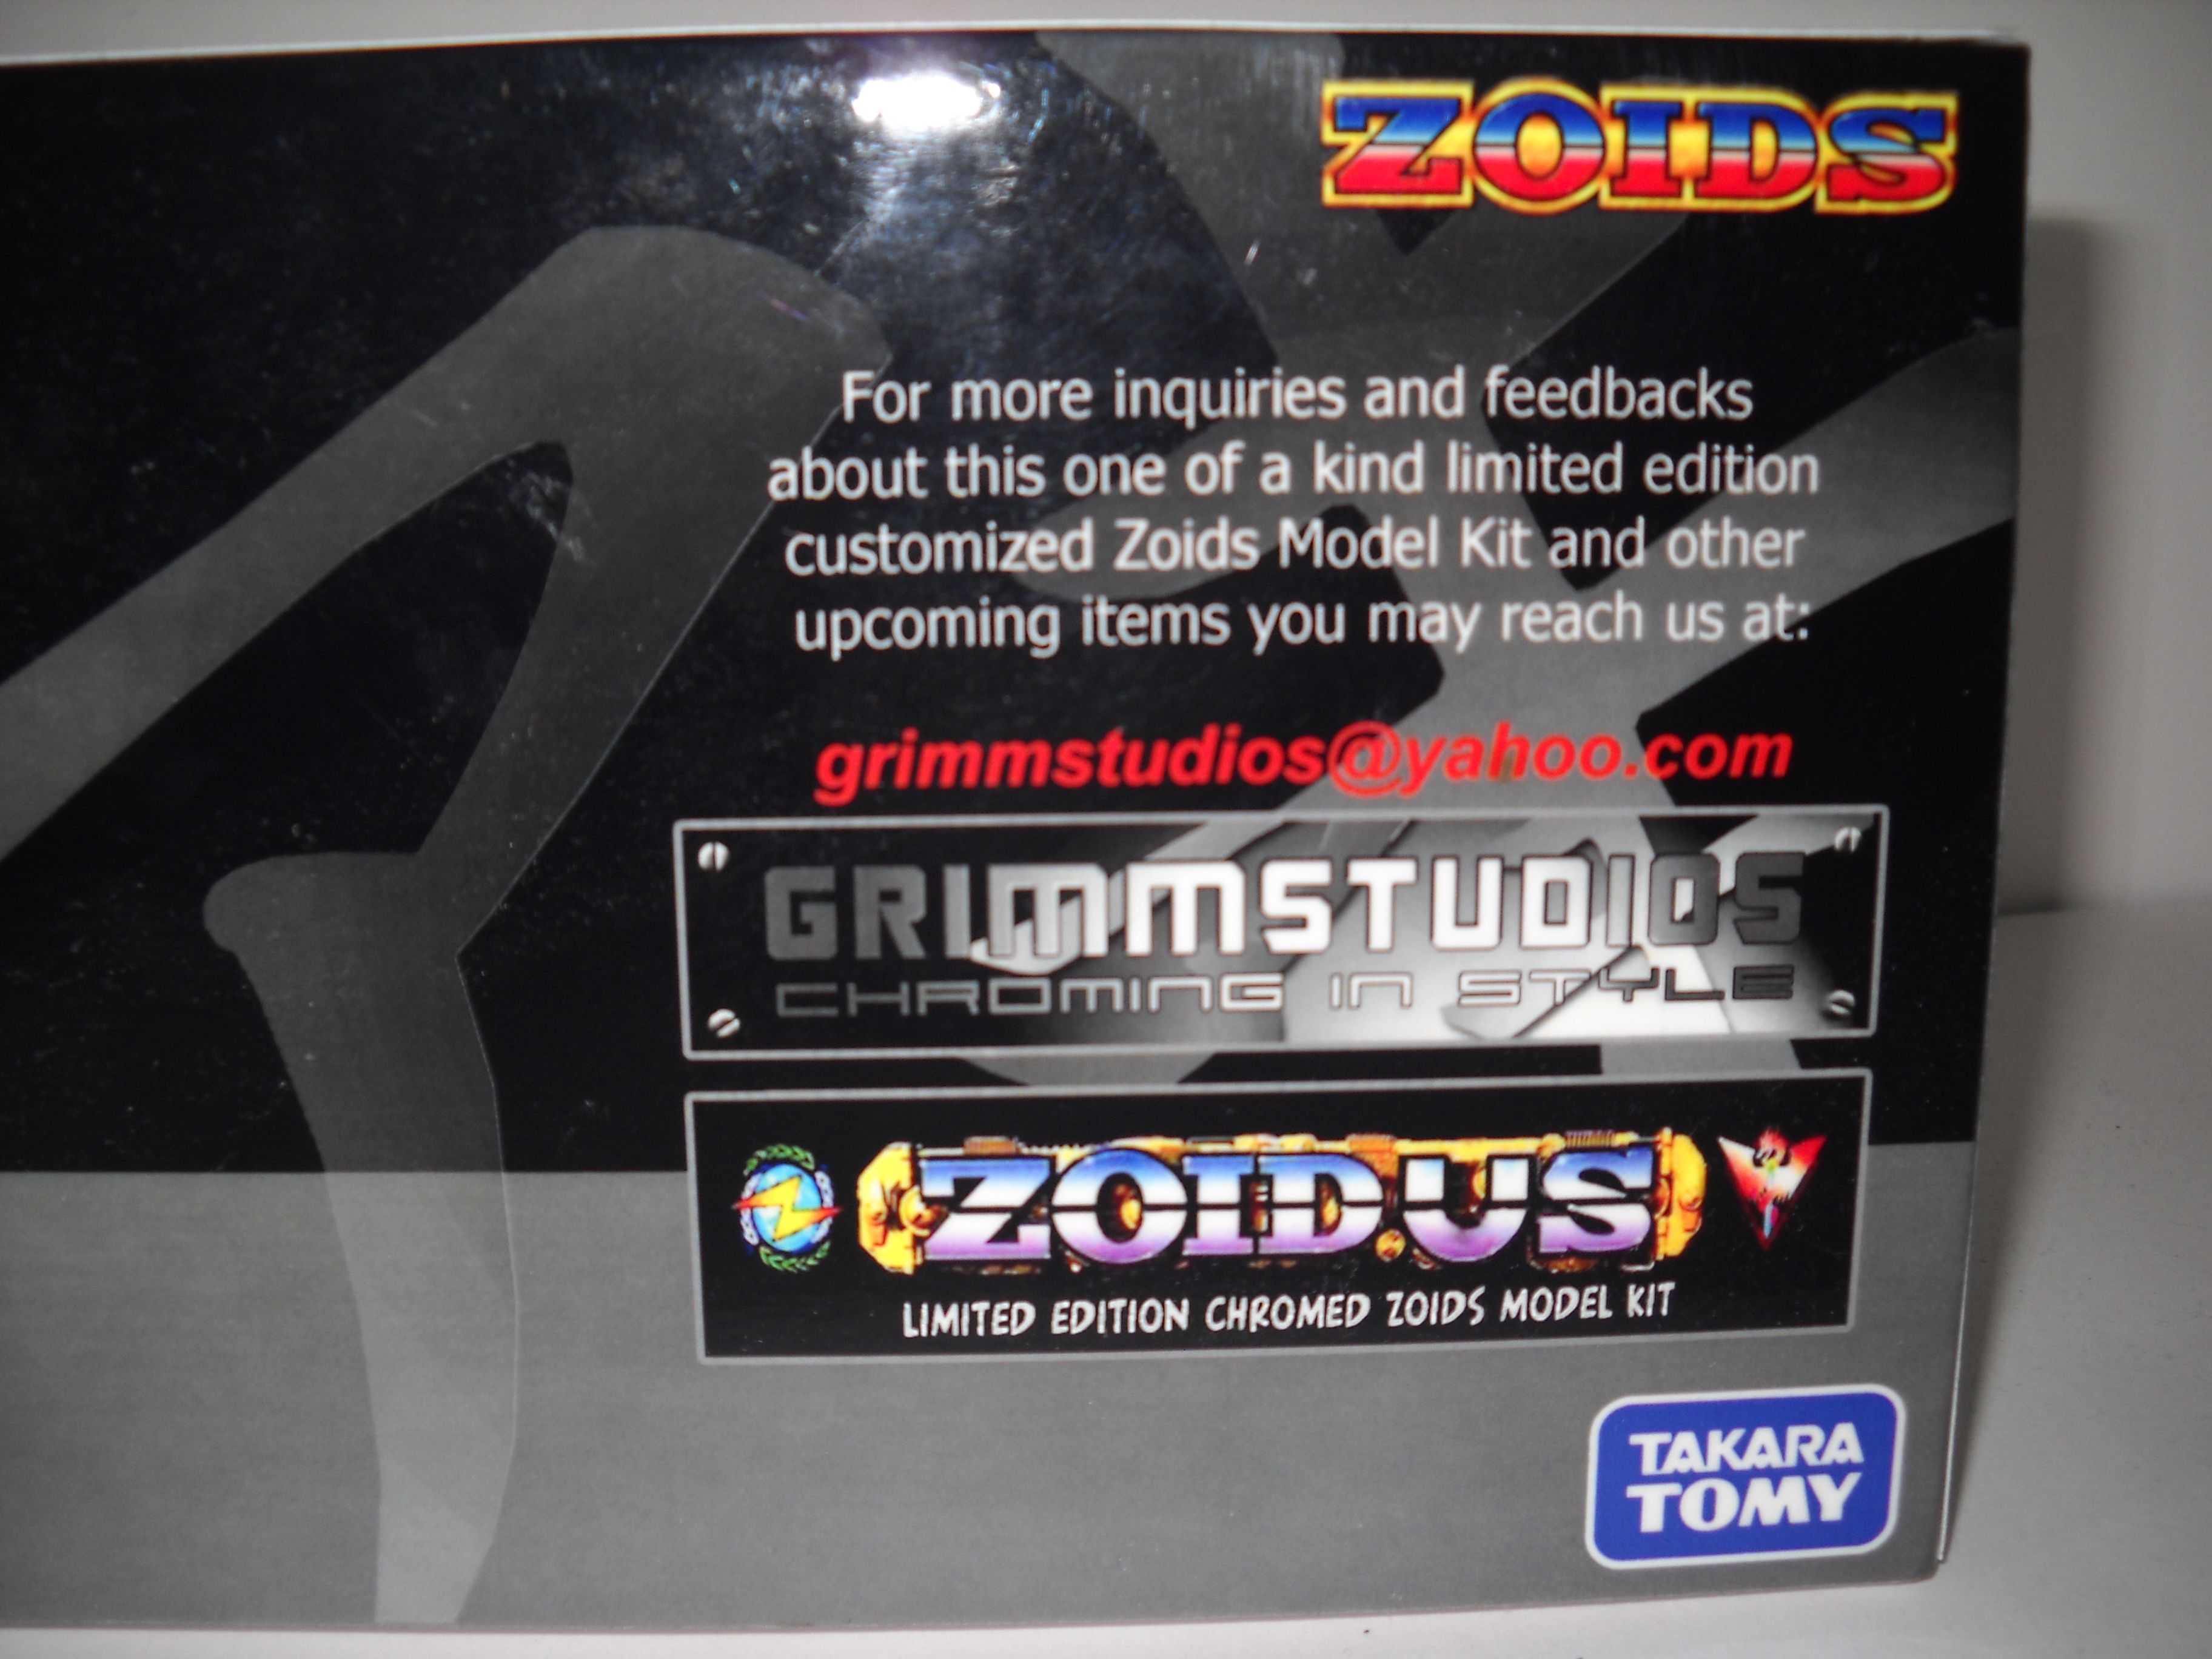 ZOIDS
For more inquiries and feedbacks
about this one of a kind limited edition
customized Zoids Model Kit and other
upcoming items you may reach us at:
grimmstudios@yahoo.com
GRIMMSTUDIOS
CHROMING IN STYLE
ZOID.US
LIMITED EDITION CHROMED ZOIDS MODEL KIT
TAKARA
TOMY